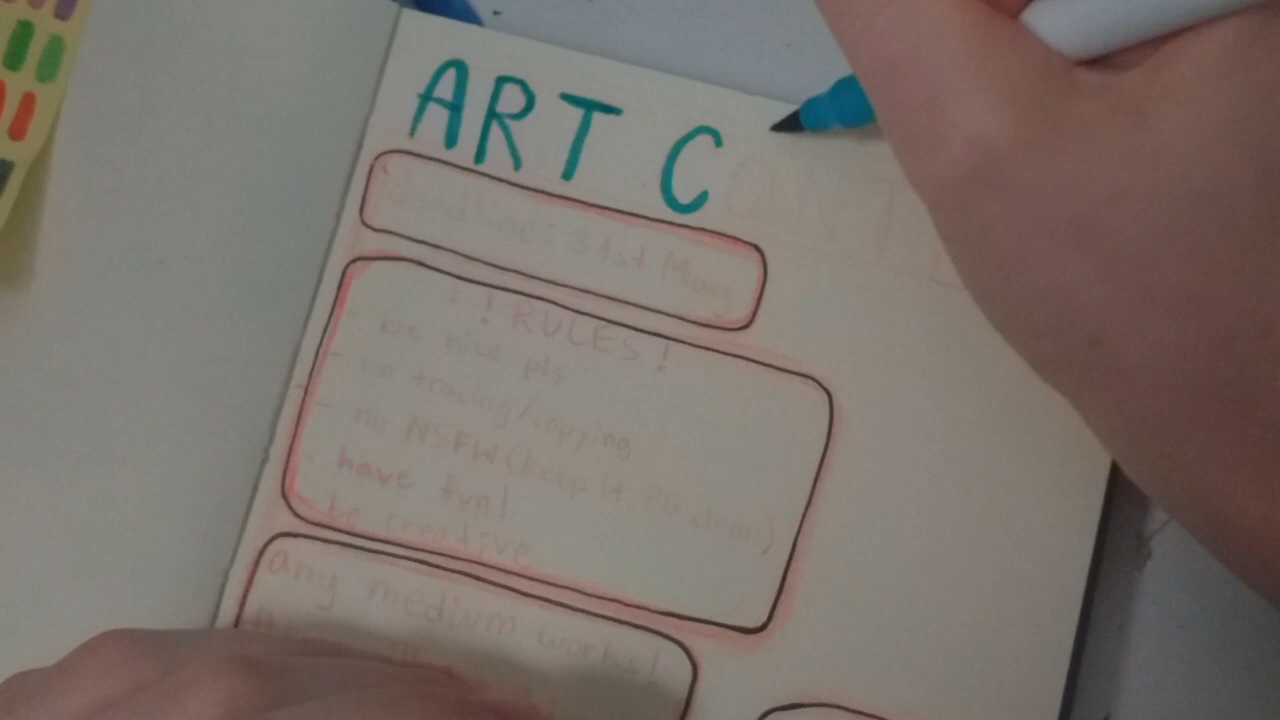 ART C
Deadline: 31st
! RULES !
- be nice pls
- no tracing/copying
- no NSFW (keep it PG clean)
- have fun!
- be creative
any medium works!